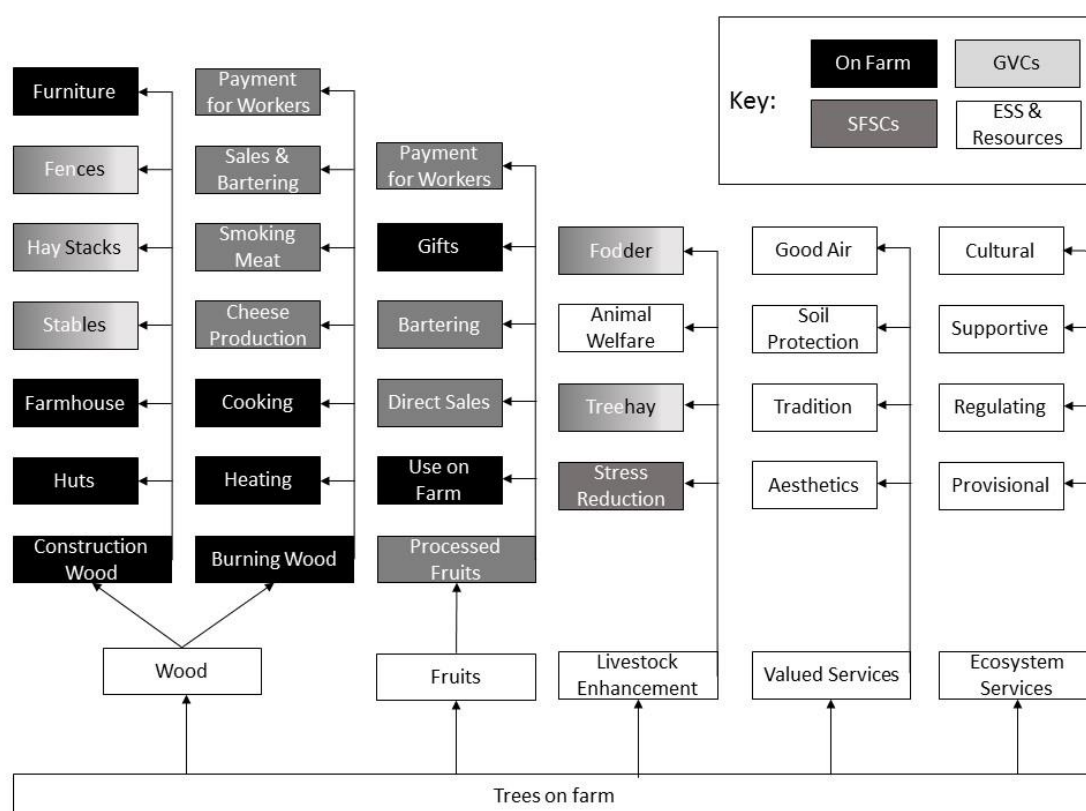 Key:
On Farm
GVCs
SFSCs
ESS &
Resources
Furniture
Fences
Hay Stacks
Stables
Farmhouse
Huts
Construction
Wood
Payment
for Workers
Sales &
Bartering
Smoking
Meat
Cheese
Production
Cooking
Heating
Burning Wood
Wood
Payment
for Workers
Gifts
Bartering
Direct Sales
Use on
Farm
Processed
Fruits
Fruits
Fodder
Animal
Welfare
Treehay
Stress
Reduction
Livestock
Enhancement
Good Air
Soil
Protection
Tradition
Aesthetics
Valued Services
Cultural
Supportive
Regulating
Provisional
Ecosystem
Services
Trees on farm